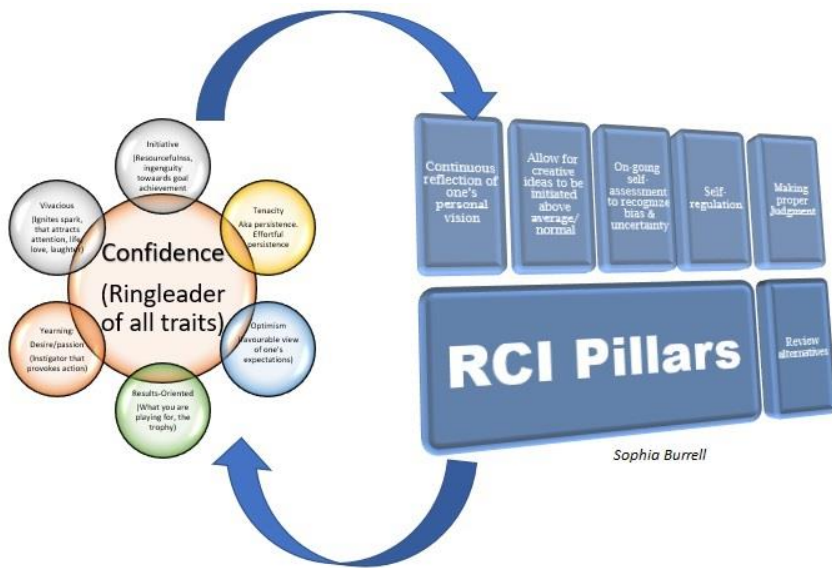 Initiative
(Resourcefulnss,
ingenguity
towaards goal
achievement
Vivacious
(Ignites spark,
that attracts
attention, life
love, laughter)
Tenacity
Aka persistence.
Effortful
persistence
Confidence
(Ringleader
of all traits)
Yearning:
Desire/passion
(Instigator that
provokes action)
Optimism
(Favourable view
of one's
expectations)
Results-Oriented
(What you are
playing for, the
trophy)
Continuous
reflection of
one's
personal
vision
Allow for
creative
ideas to be
initiated
above
average/
normal
On-going
self-
assessment
to recognize
bias &
uncertainty
Self-
regulation
Making
proper
Judgment
RCI Pillars
Review
alternatives
Sophia Burrell